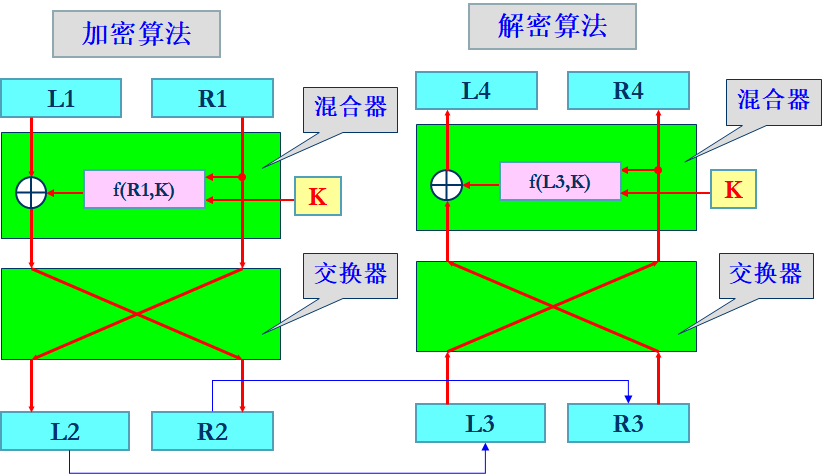 加密算法
L1
R1
混合器
f(R1,K)
K
交换器
L2
R2
解密算法
L4
R4
混合器
f(L3,K)
K
交换器
L3
R3